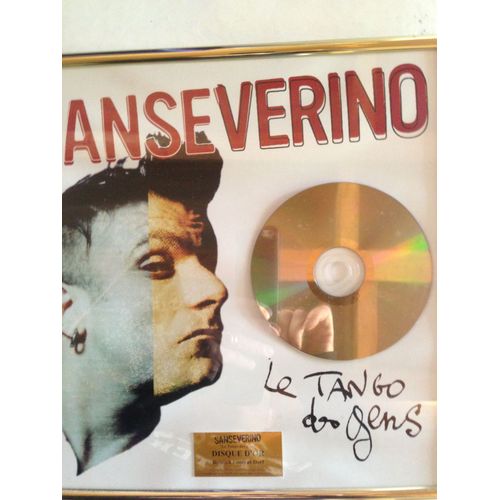 SANSEVERINO
Le TANGO
des gens
SANSEVERINO
DISQUE D'OR